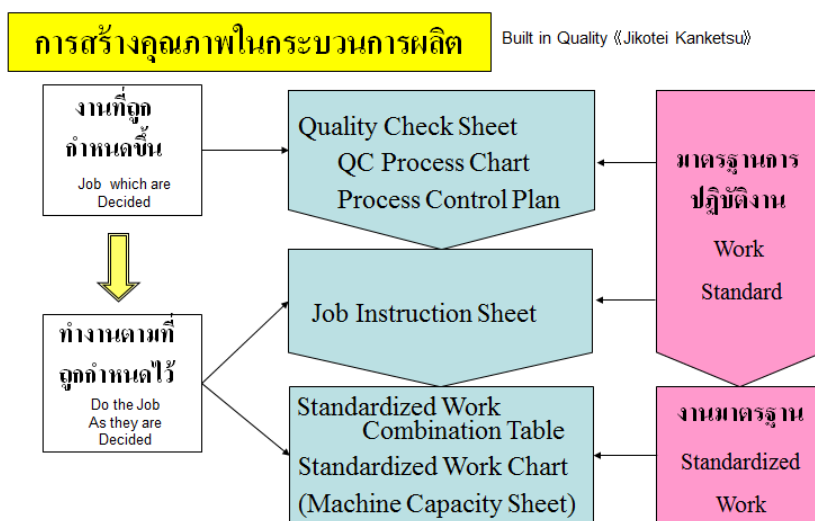 การสร้างคุณภาพในกระบวนการผลิต
Built in Quality 《Jikotei Kanketsu》
งานที่ถูก
กำหนดขึ้น
Job which are
Decided
Quality Check Sheet
QC Process Chart
Process Control Plan
มาตรฐานการ
ปฏิบัติงาน
Work
Standard
Job Instruction Sheet
ทำงานตามที่
ถูกกำหนดไว้
Do the Job
As they are
Decided
Standardized Work
Combination Table
Standardized Work Chart
(Machine Capacity Sheet)
งานมาตรฐาน
Standardized
Work